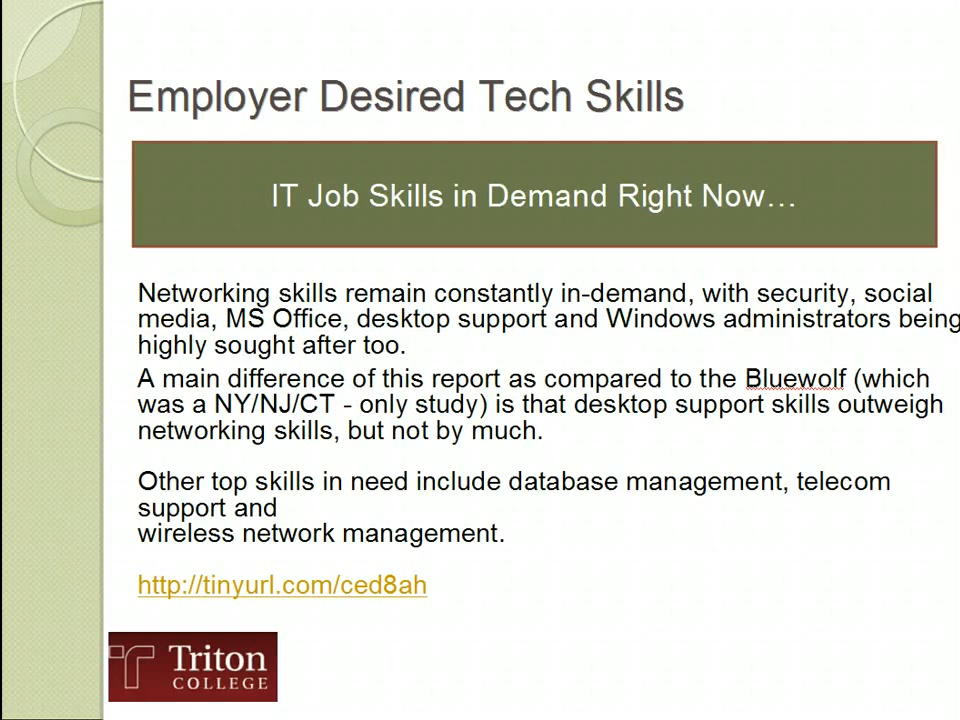 Employer Desired Tech Skills
IT Job Skills in Demand Right Now…
Networking skills remain constantly in-demand, with security, social
media, MS Office, desktop support and Windows administrators being
highly sought after too.
A main difference of this report as compared to the Bluewolf (which
was a NY/NJ/CT - only study) is that desktop support skills outweigh
networking skills, but not by much.
Other top skills in need include database management, telecom
support and
wireless network management.
http://tinyurl.com/ced8ah
Triton
COLLEGE